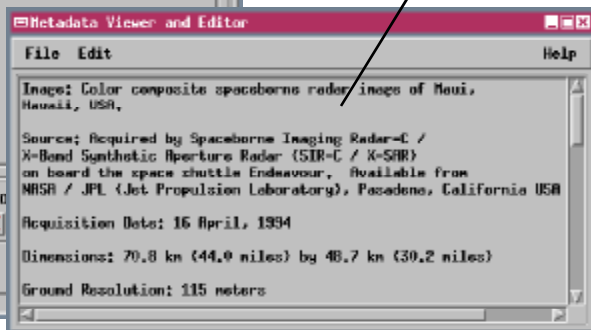 Metadata Viewer and Editor
File Edit Help
Image: Color composite spaceborne radar image of Maui,
Hawaii, USA.
Source: Acquired by Spaceborne Imaging Radar-C /
X-Band Synthetic Aperture Radar (SIR-C / X-SAR)
on board the space shuttle Endeavour. Available from
NASA / JPL (Jet Propulsion Laboratory), Pasadena, California USA
Acquisition Date: 16 April, 1994
Dimensions: 70.8 km (44.0 miles) by 48.7 km (30.2 miles)
Ground Resolution: 115 meters